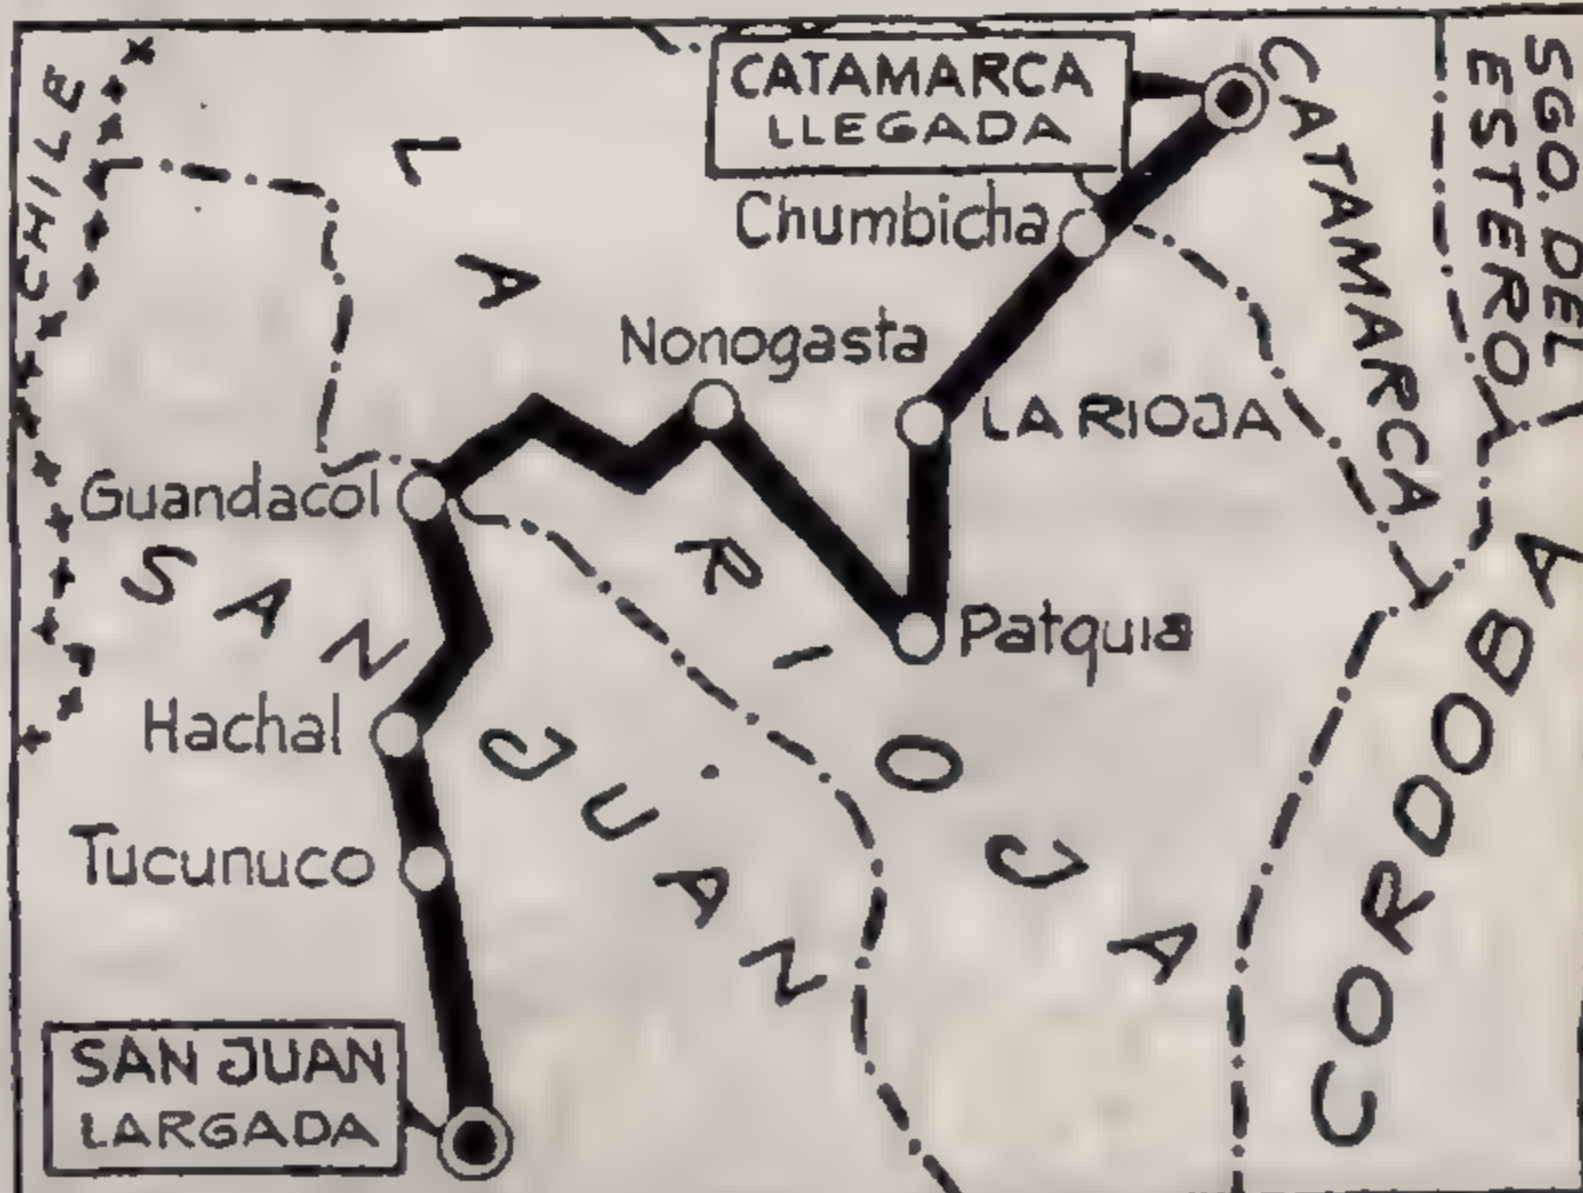 CHILE
CATAMARCA
LLEGADA
CATAMARCA
SGO. DEL
ESTERO
Chumbicha
Nonogasta
LA RIOJA
Guandacol
Patquia
LA RIOJA
SAN JUAN
Hachal
Tucunuco
CORDOBA
SAN JUAN
LARGADA